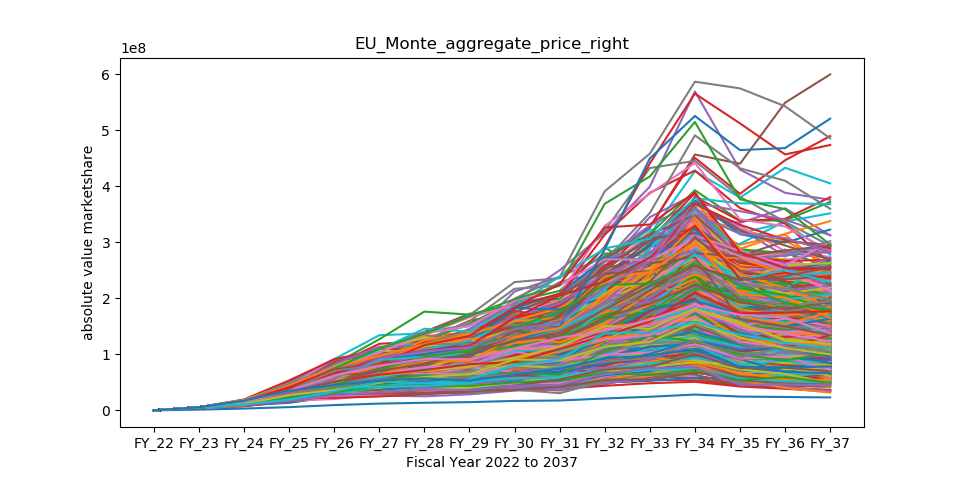 EU_Monte_aggregate_price_right
1e8
6
5
4
3
2
1
0
absolute value marketshare
FY_22 FY_23 FY_24 FY_25 FY_26 FY_27 FY_28 FY_29 FY_30 FY_31 FY_32 FY_33 FY_34 FY_35 FY_36 FY_37
Fiscal Year 2022 to 2037